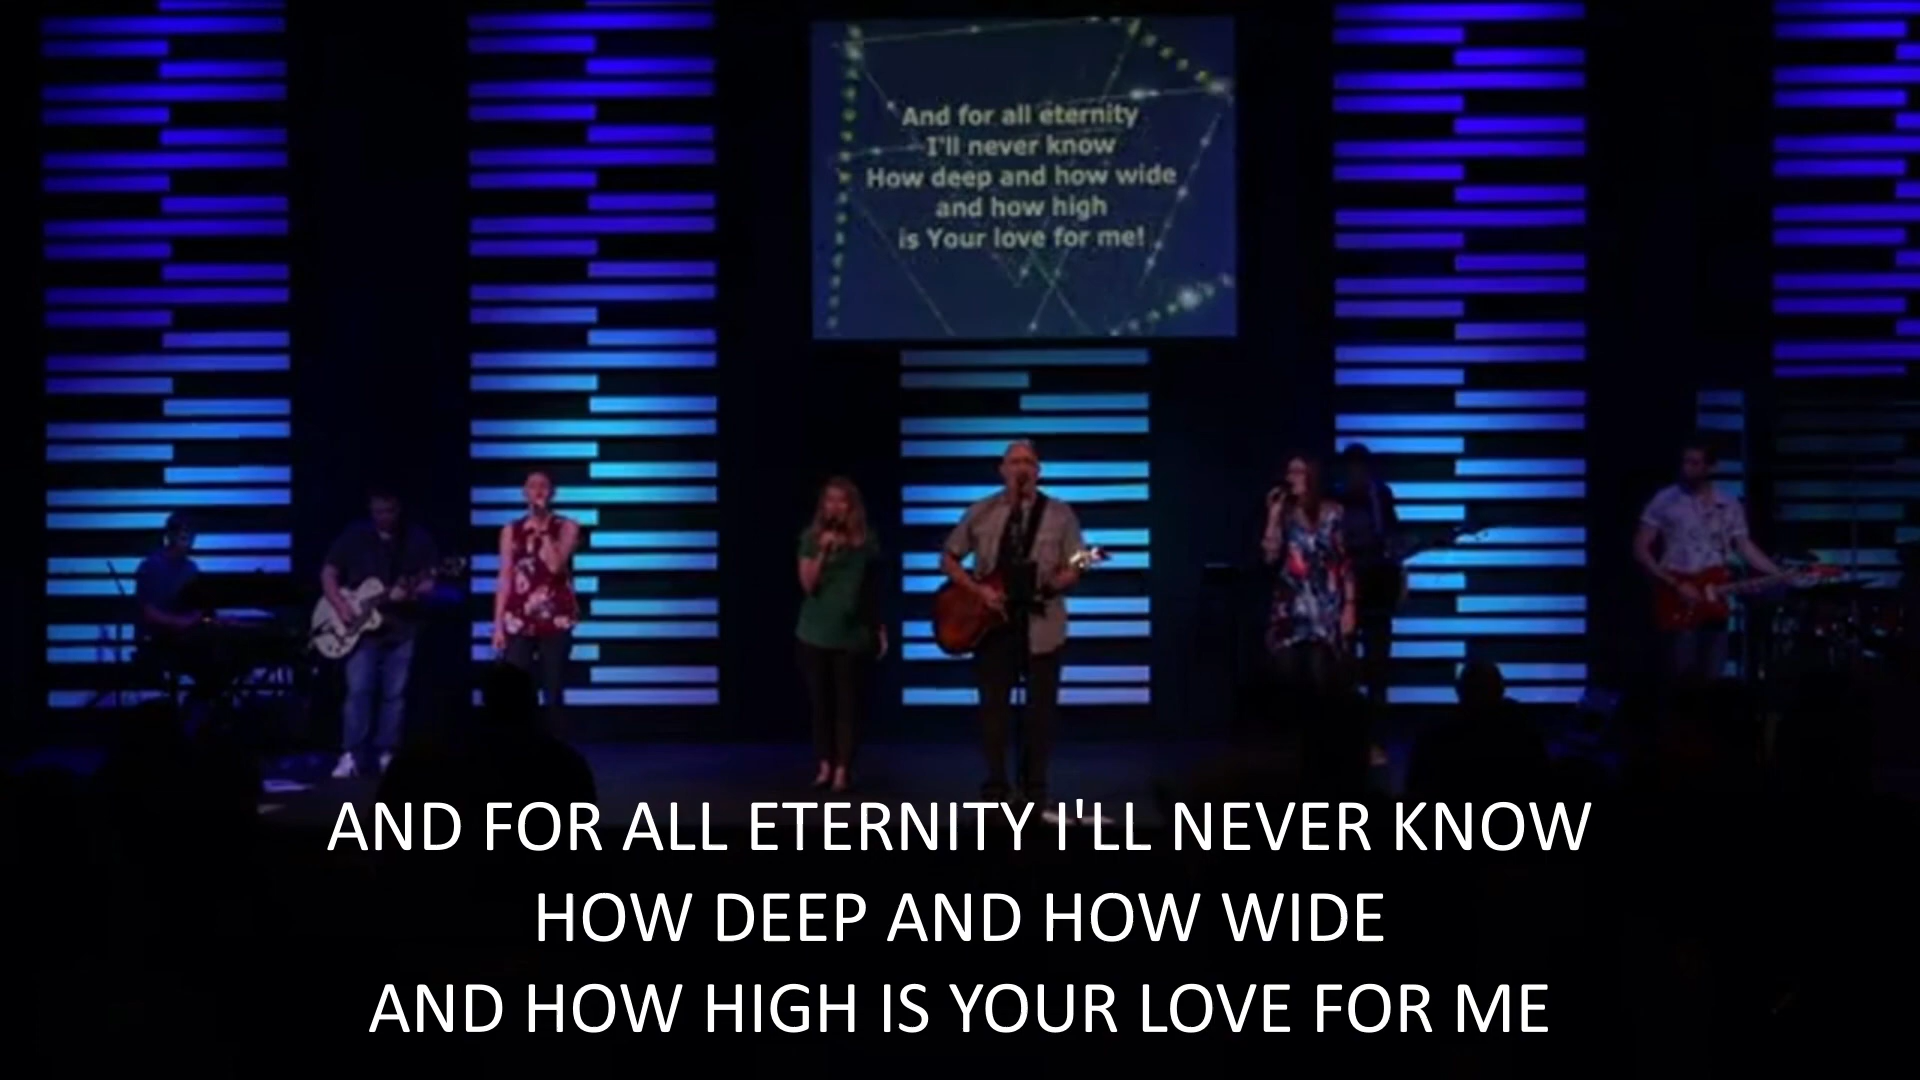 And for all eternity
I'll never know
How deep and how wide
and how high
is Your love for me!
AND FOR ALL ETERNITY I'LL NEVER KNOW
HOW DEEP AND HOW WIDE
AND HOW HIGH IS YOUR LOVE FOR ME